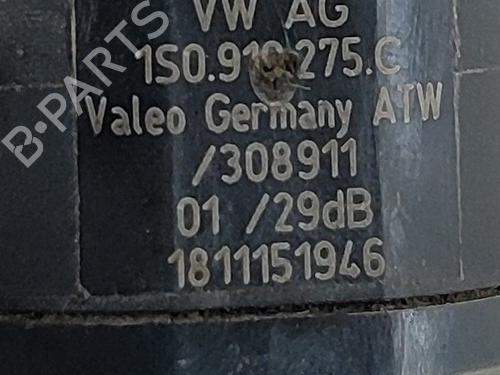 VW AG
1S0.919.275.C
Valeo Germany ATW
/308911
01 /29dB
1811151946
B-PARTS